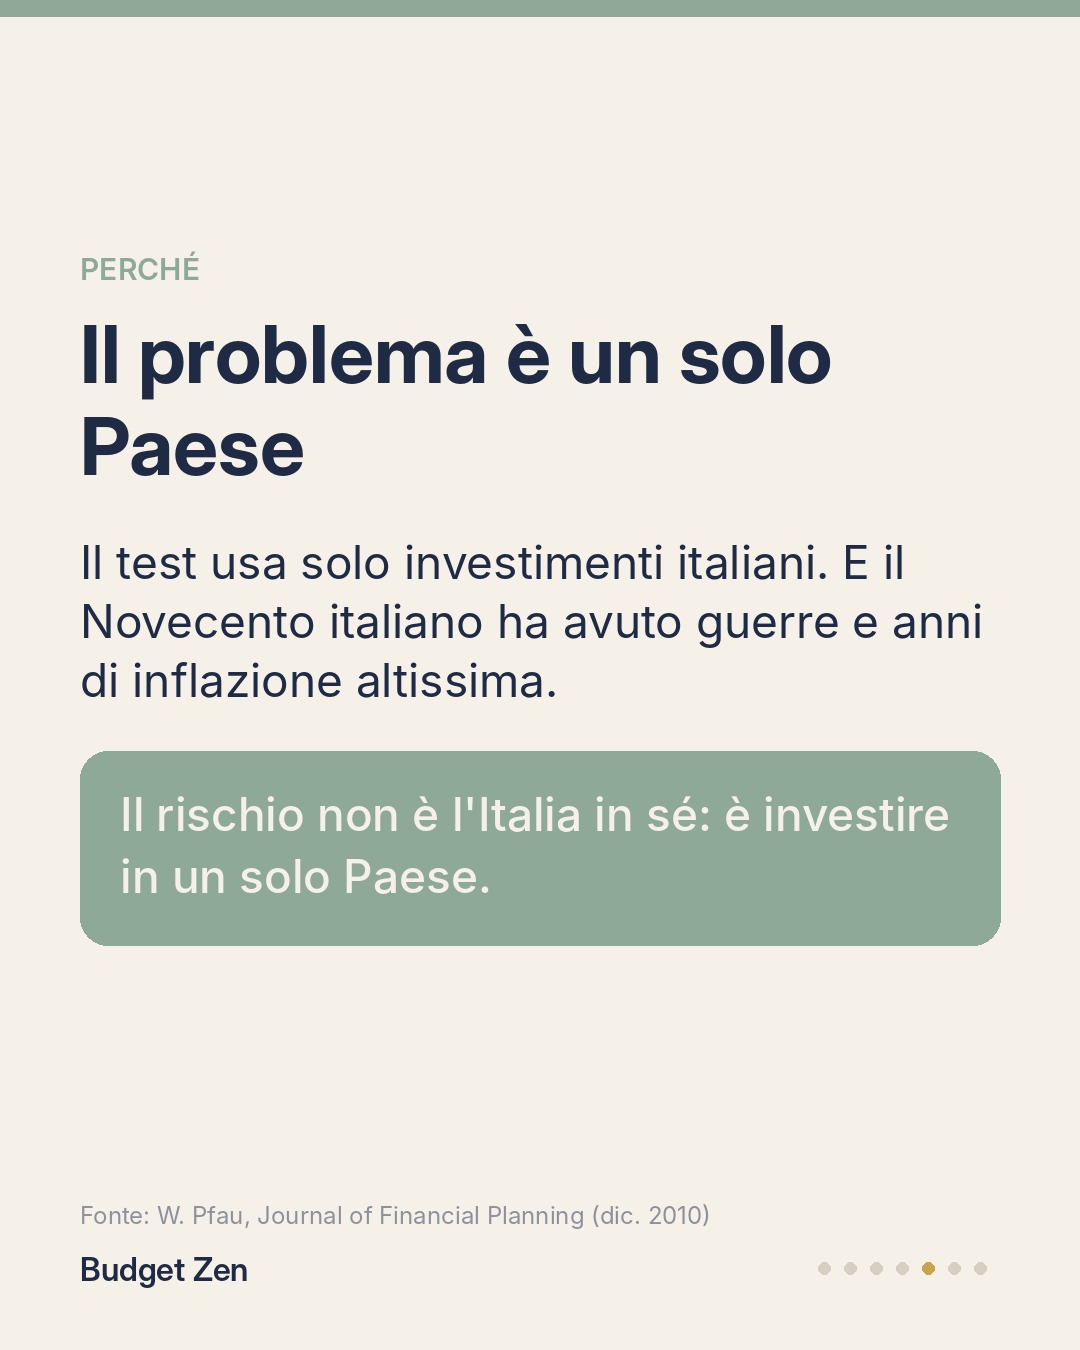 PERCHÉ
Il problema è un solo
Paese
Il test usa solo investimenti italiani. E il
Novecento italiano ha avuto guerre e anni
di inflazione altissima.
Il rischio non è l'Italia in sé: è investire
in un solo Paese.
Fonte: W. Pfau, Journal of Financial Planning (dic. 2010)
Budget Zen